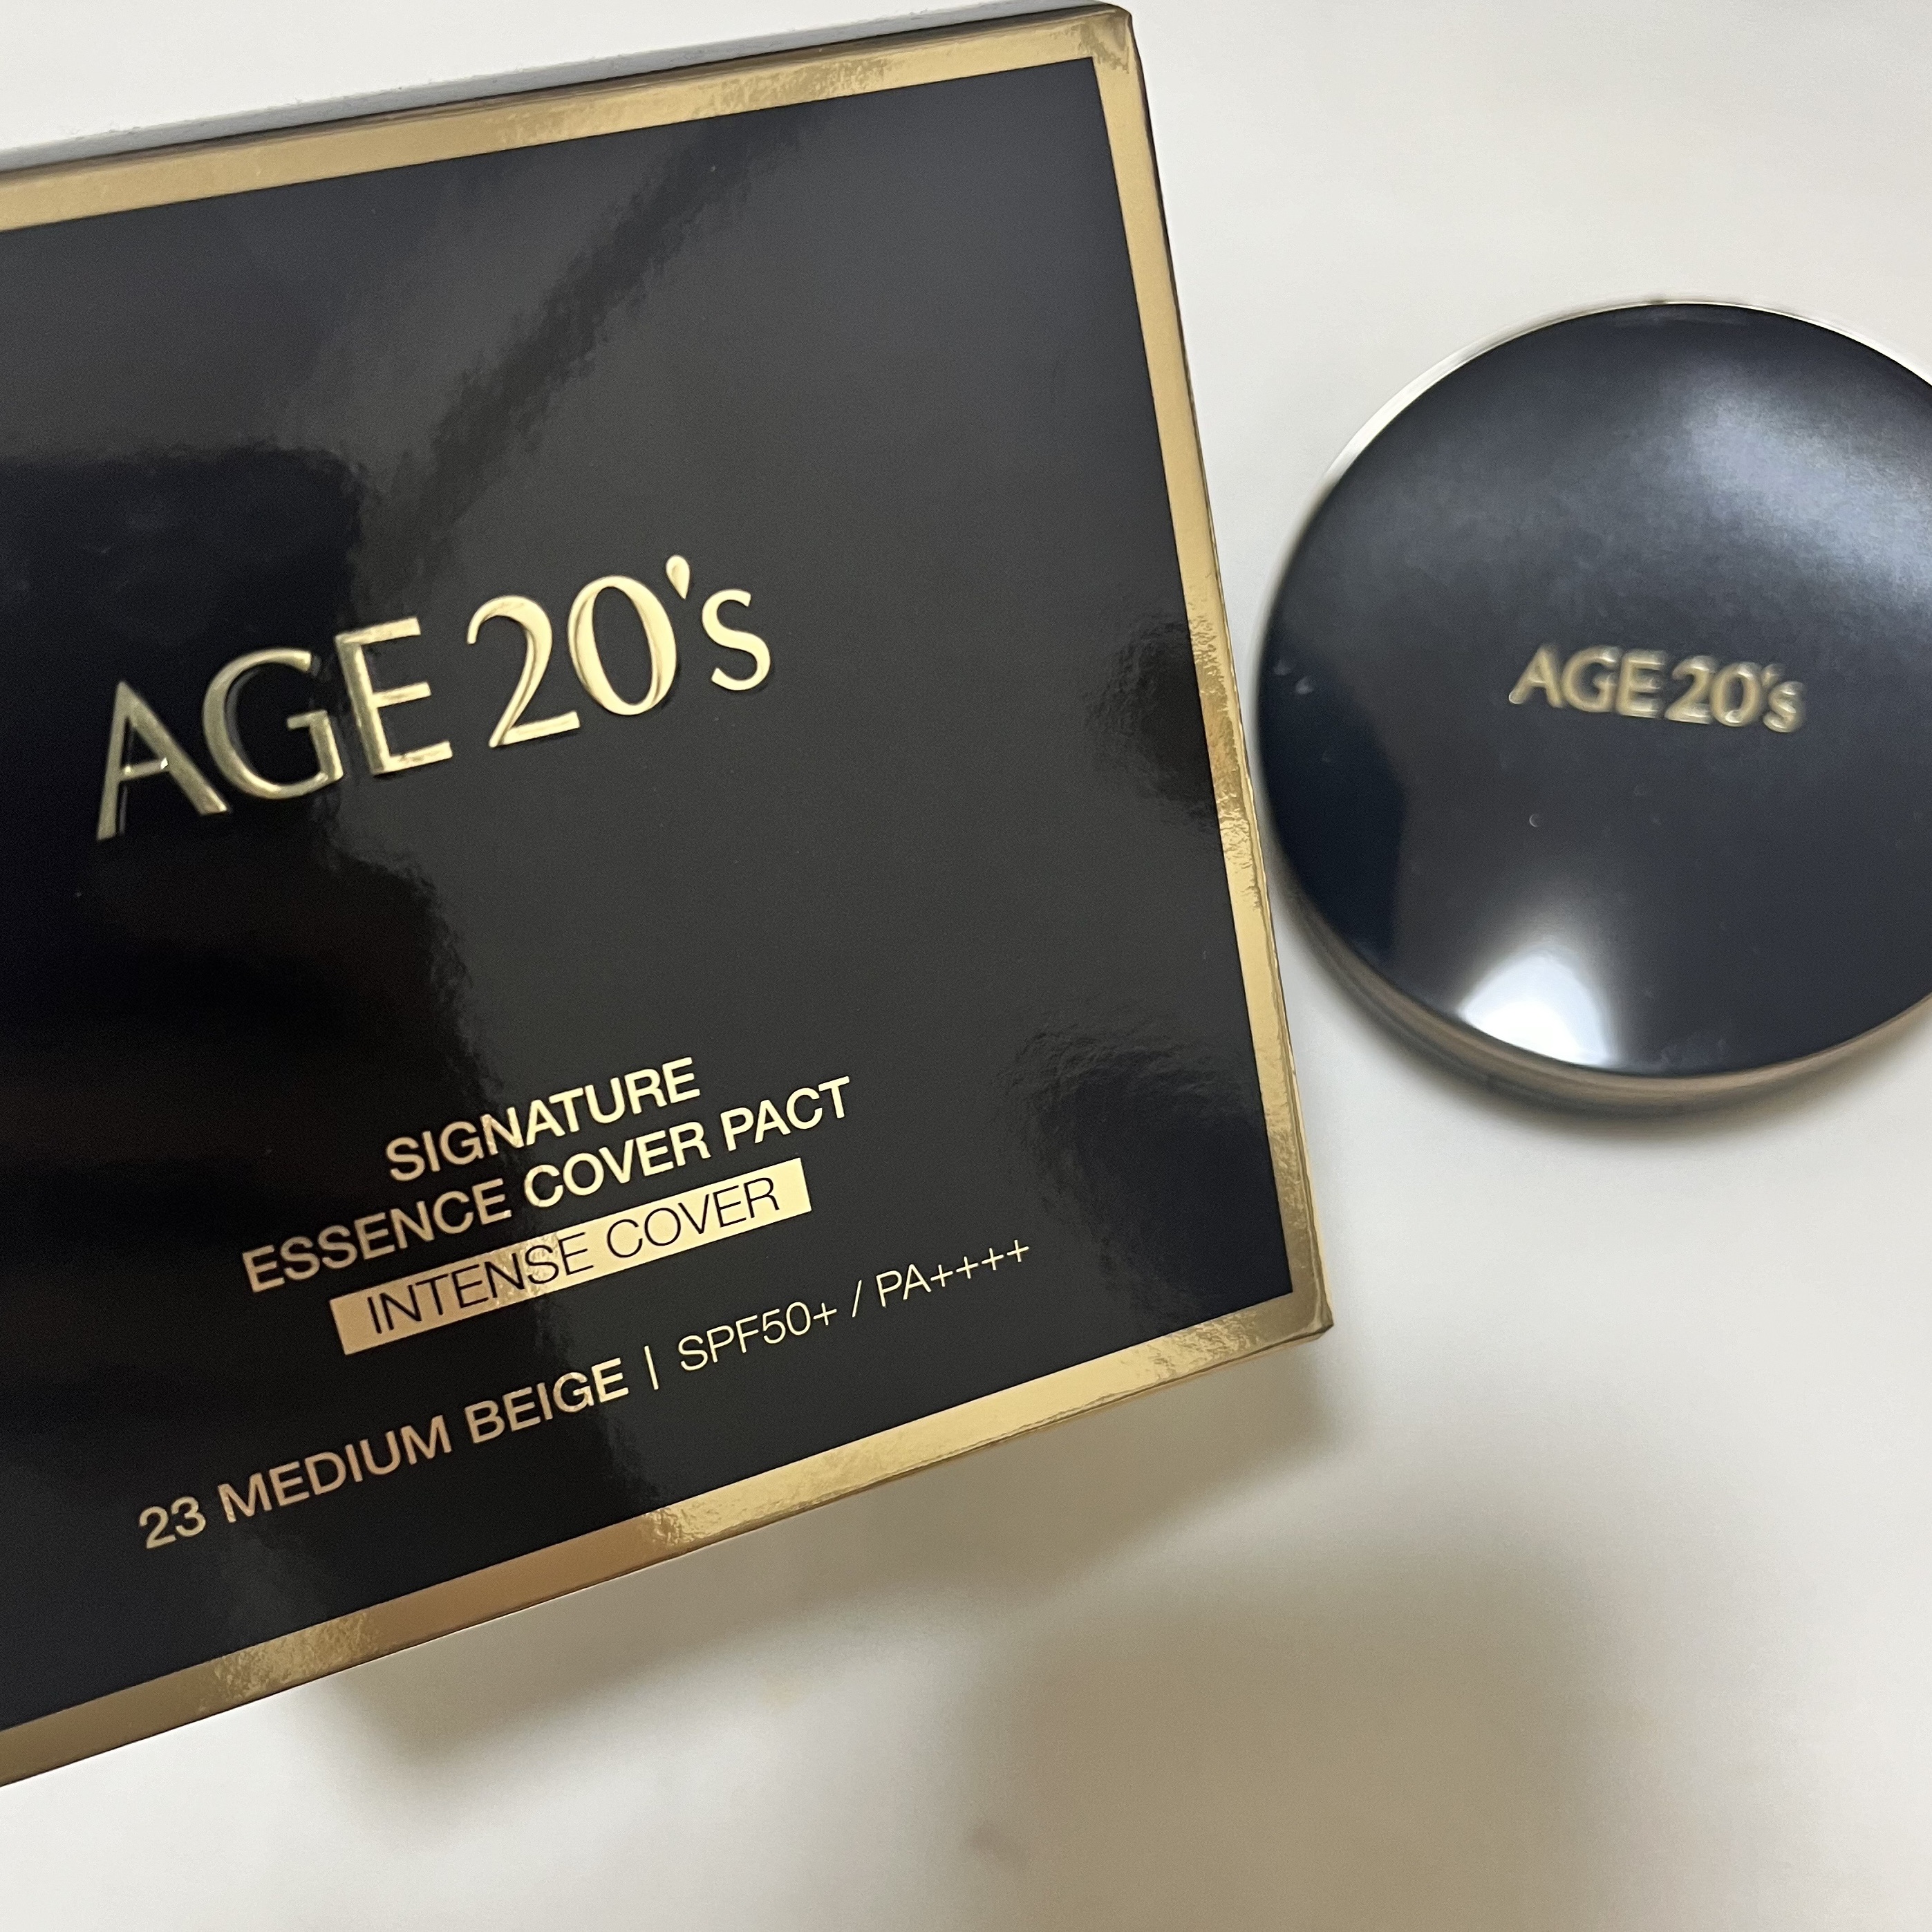 AGE 20's
SIGNATURE
ESSENCE COVER PACT
INTENSE COVER
23 MEDIUM BEIGE | SPF50+ / PA++++
AGE 20's